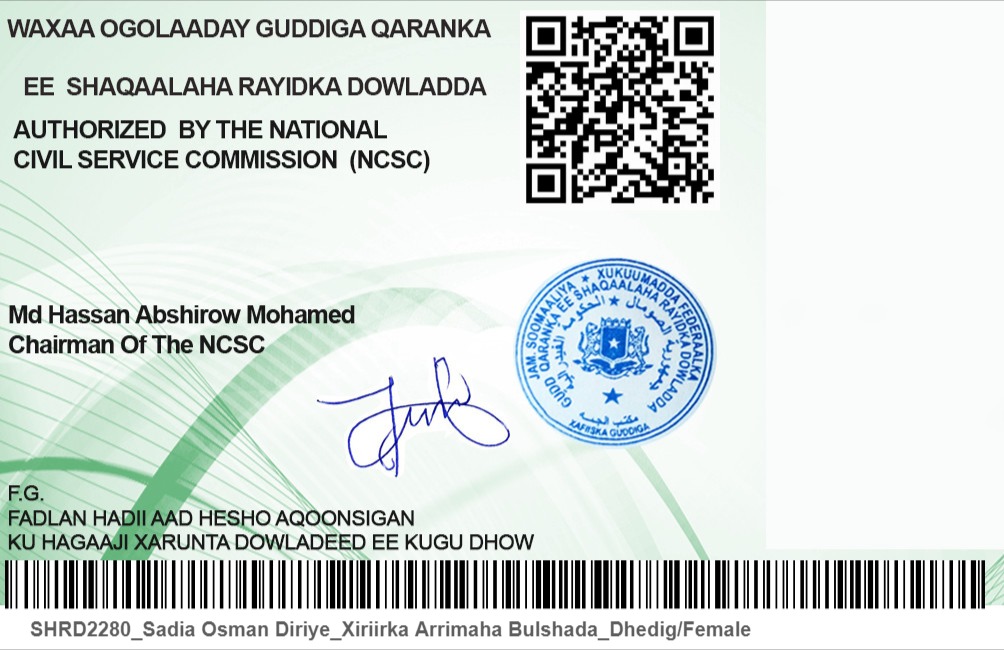 WAXAA OGOLAADAY GUDDIGA QARANKA
EE SHAQAALAHA RAYIDKA DOWLADDA
AUTHORIZED BY THE NATIONAL
CIVIL SERVICE COMMISSION (NCSC)
Md Hassan Abshirow Mohamed
Chairman Of The NCSC
JAM. SOOMAALIYA ★ XUKUUMADDA FEDERAALKA
GUDD QARANKA EE SHAQAALAHA RAYIDKA DOWLADDA
مكتب الجمية
XAFIISKA GUDDIGA
F.G.
FADLAN HADII AAD HESHO AQOONSIGAN
KU HAGAAJI XARUNTA DOWLADEED EE KUGU DHOW
SHRD2280_Sadia Osman Diriye_Xiriirka Arrimaha Bulshada_Dhedig/Female